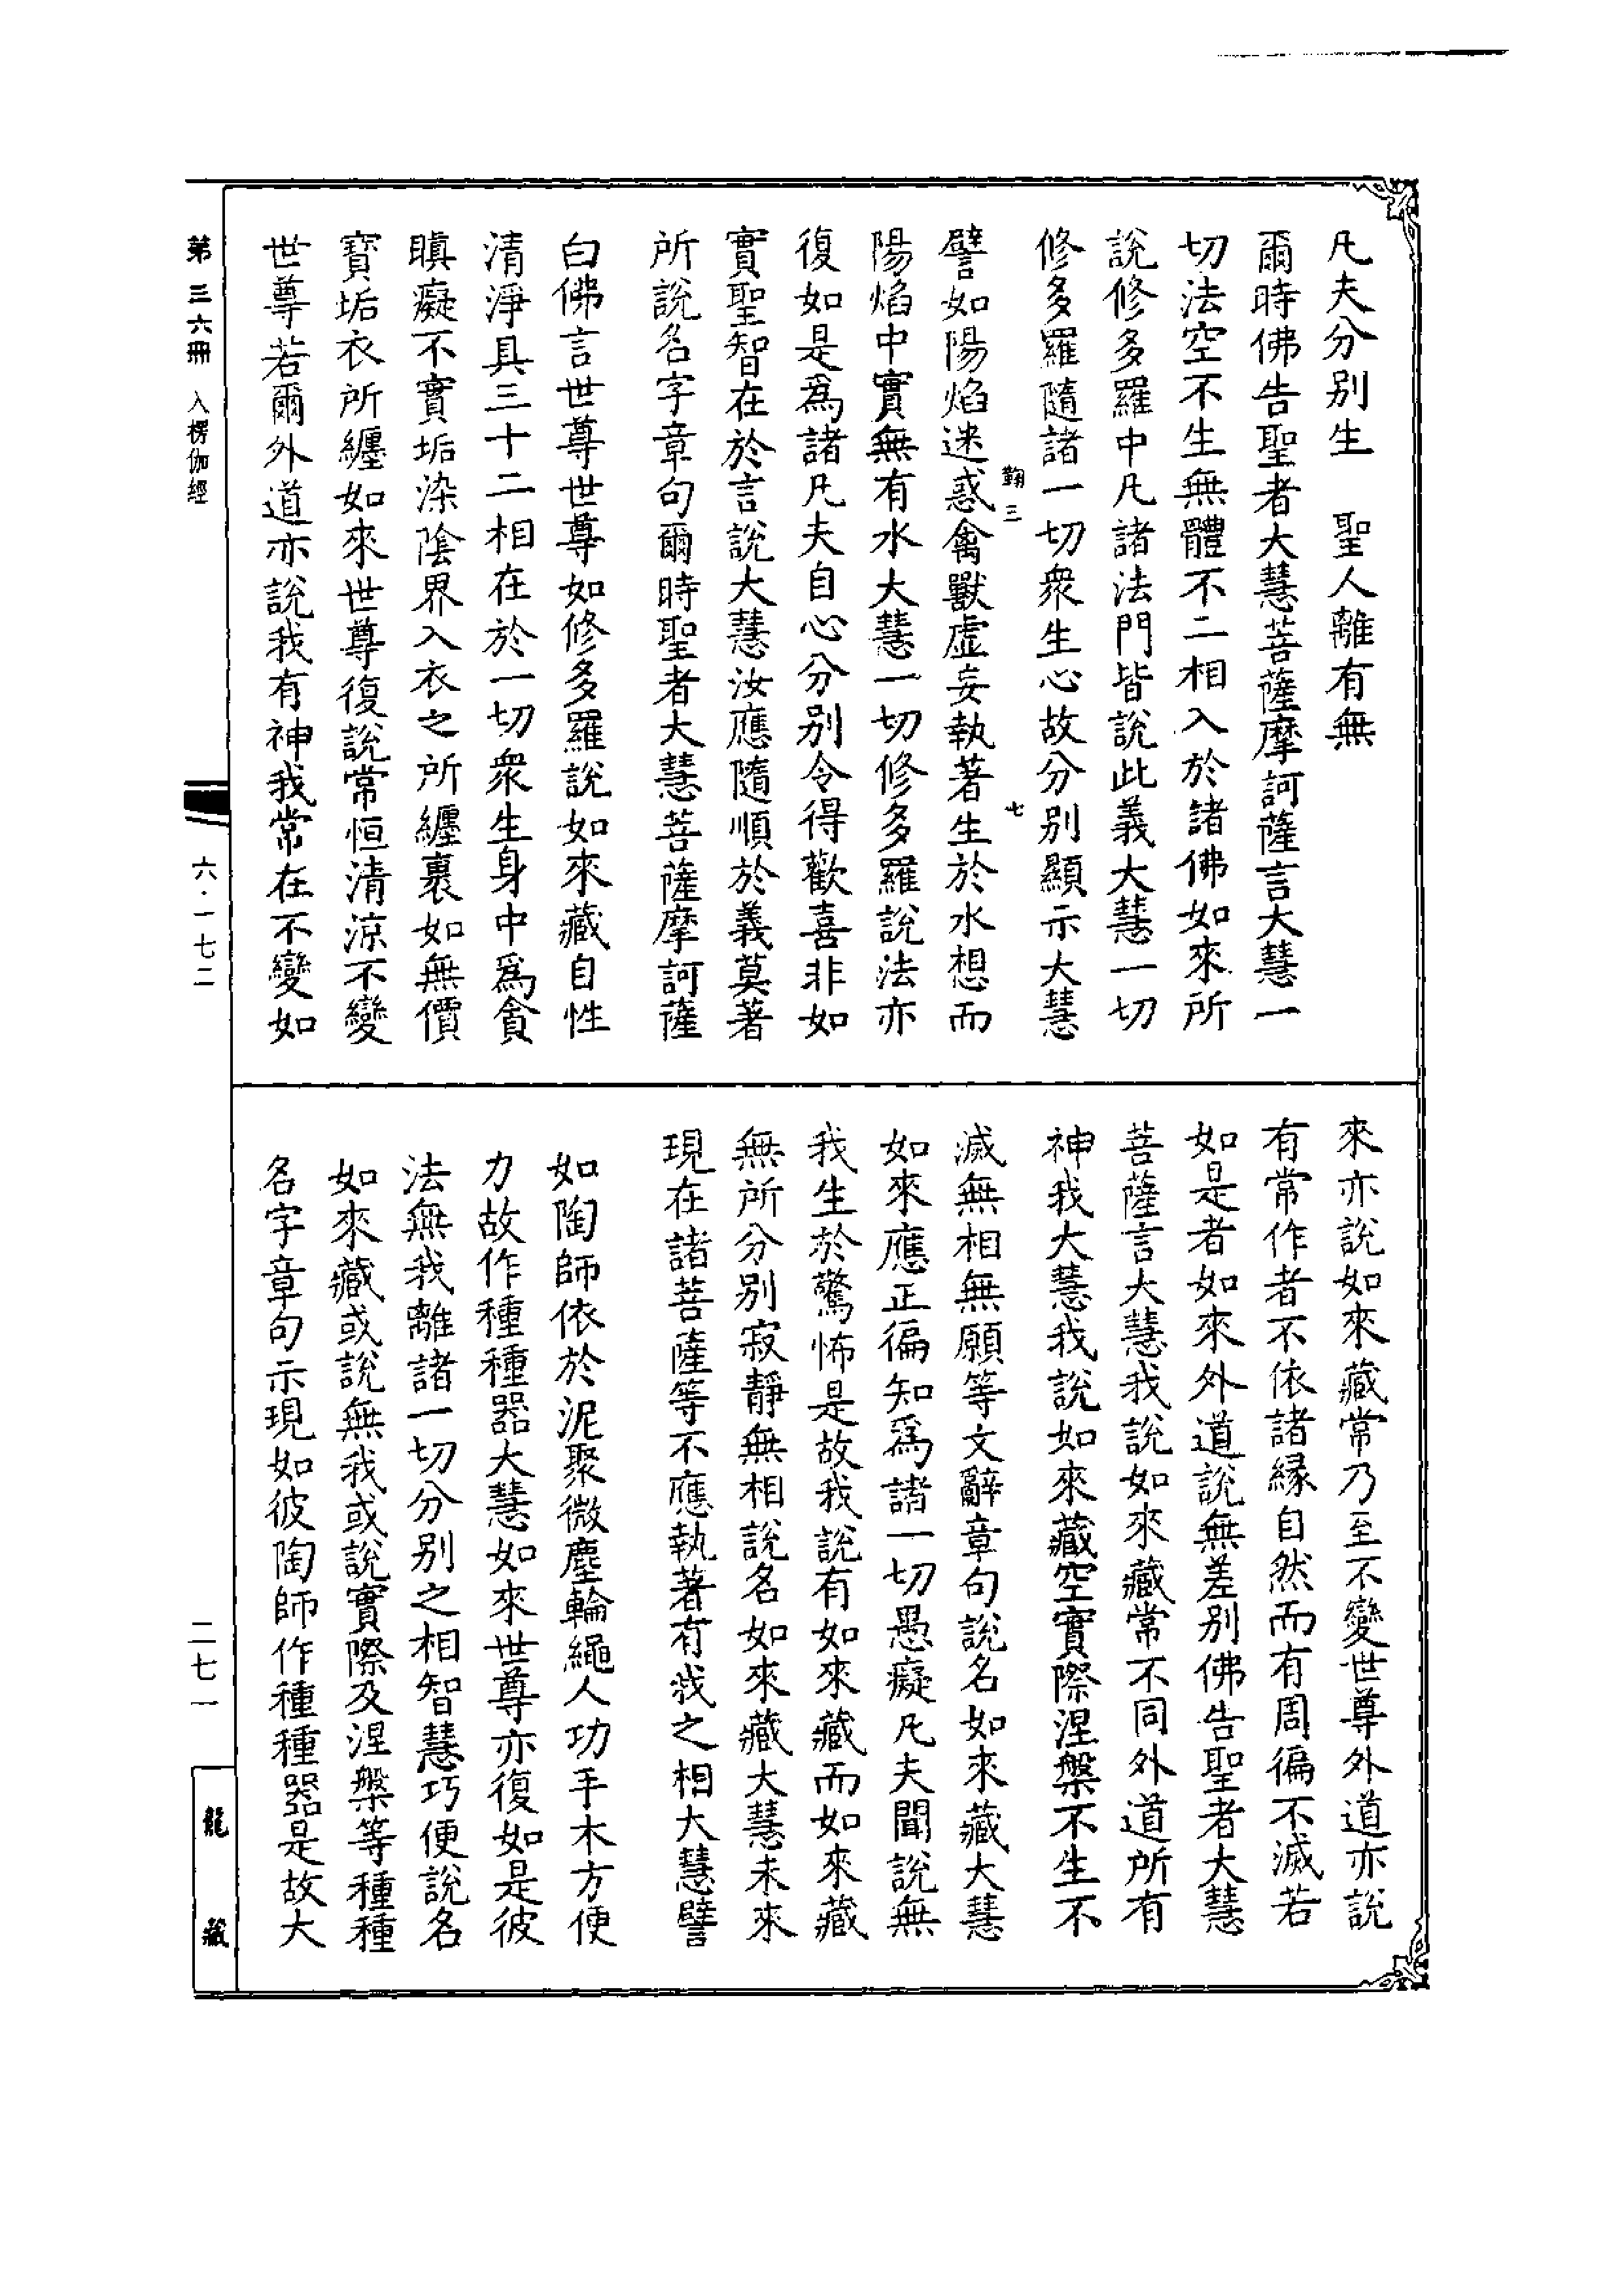 凡夫分別生　聖人離有無
爾時佛告聖者大慧菩薩摩訶薩言大慧一
切法空不生無體不二相入於諸佛如來所
說修多羅中凡諸法門皆說此義大慧一切
修多羅隨諸一切衆生心故分別顯示大慧
三　七
譬如陽焰迷惑禽獸虛妄執著生於水想而
陽焰中實無有水大慧一切修多羅說法亦
復如是爲諸凡夫自心分別令得歡喜非如
實聖智在於言說大慧汝應隨順於義莫著
所說名字章句爾時聖者大慧菩薩摩訶薩
白佛言世尊世尊如修多羅說如來藏自性
清淨具三十二相在於一切衆生身中爲貪
瞋癡不實垢染陰界入衣之所纏裹如無價
寶垢衣所纏如來世尊復說常恒清涼不變
世尊若爾外道亦說我有神我常在不變如
來亦說如來藏常乃至不變世尊外道亦說
有常作者不依諸緣自然而有周徧不滅若
如是者如來外道說無差別佛告聖者大慧
菩薩言大慧我說如來藏常不同外道所有
神我大慧我說如來藏空實際涅槃不生不
滅無相無願等文辭章句說名如來藏大慧
如來應正徧知爲諸一切愚癡凡夫聞說無
我生於驚怖是故我說有如來藏而如來藏
無所分別寂靜無相說名如來藏大慧未來
現在諸菩薩等不應執著有我之相大慧譬
如陶師依於泥聚微塵輪繩人功手木方便
力故作種種器大慧如來世尊亦復如是彼
法無我離諸一切分別之相智慧巧便說名
如來藏或說無我或說實際及涅槃等種種
名字章句示現如彼陶師作種種器是故大
第三六冊　入楞伽經
六·一七二
二七一
龍藏